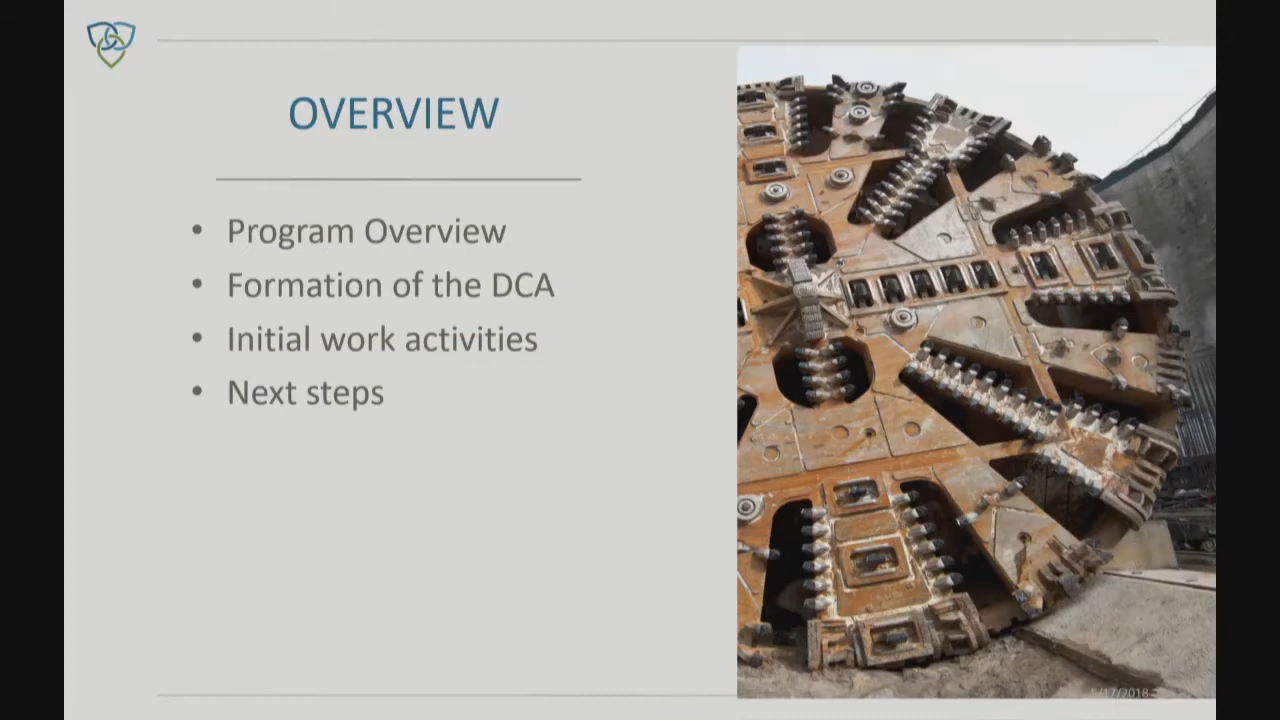 OVERVIEW
• Program Overview
• Formation of the DCA
• Initial work activities
• Next steps